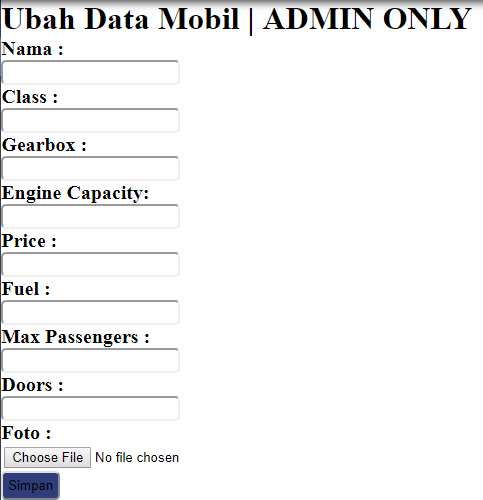 Ubah Data Mobil | ADMIN ONLY
Nama :
Class :
Gearbox :
Engine Capacity:
Price :
Fuel :
Max Passengers :
Doors :
Foto :
Choose File No file chosen
Simpan